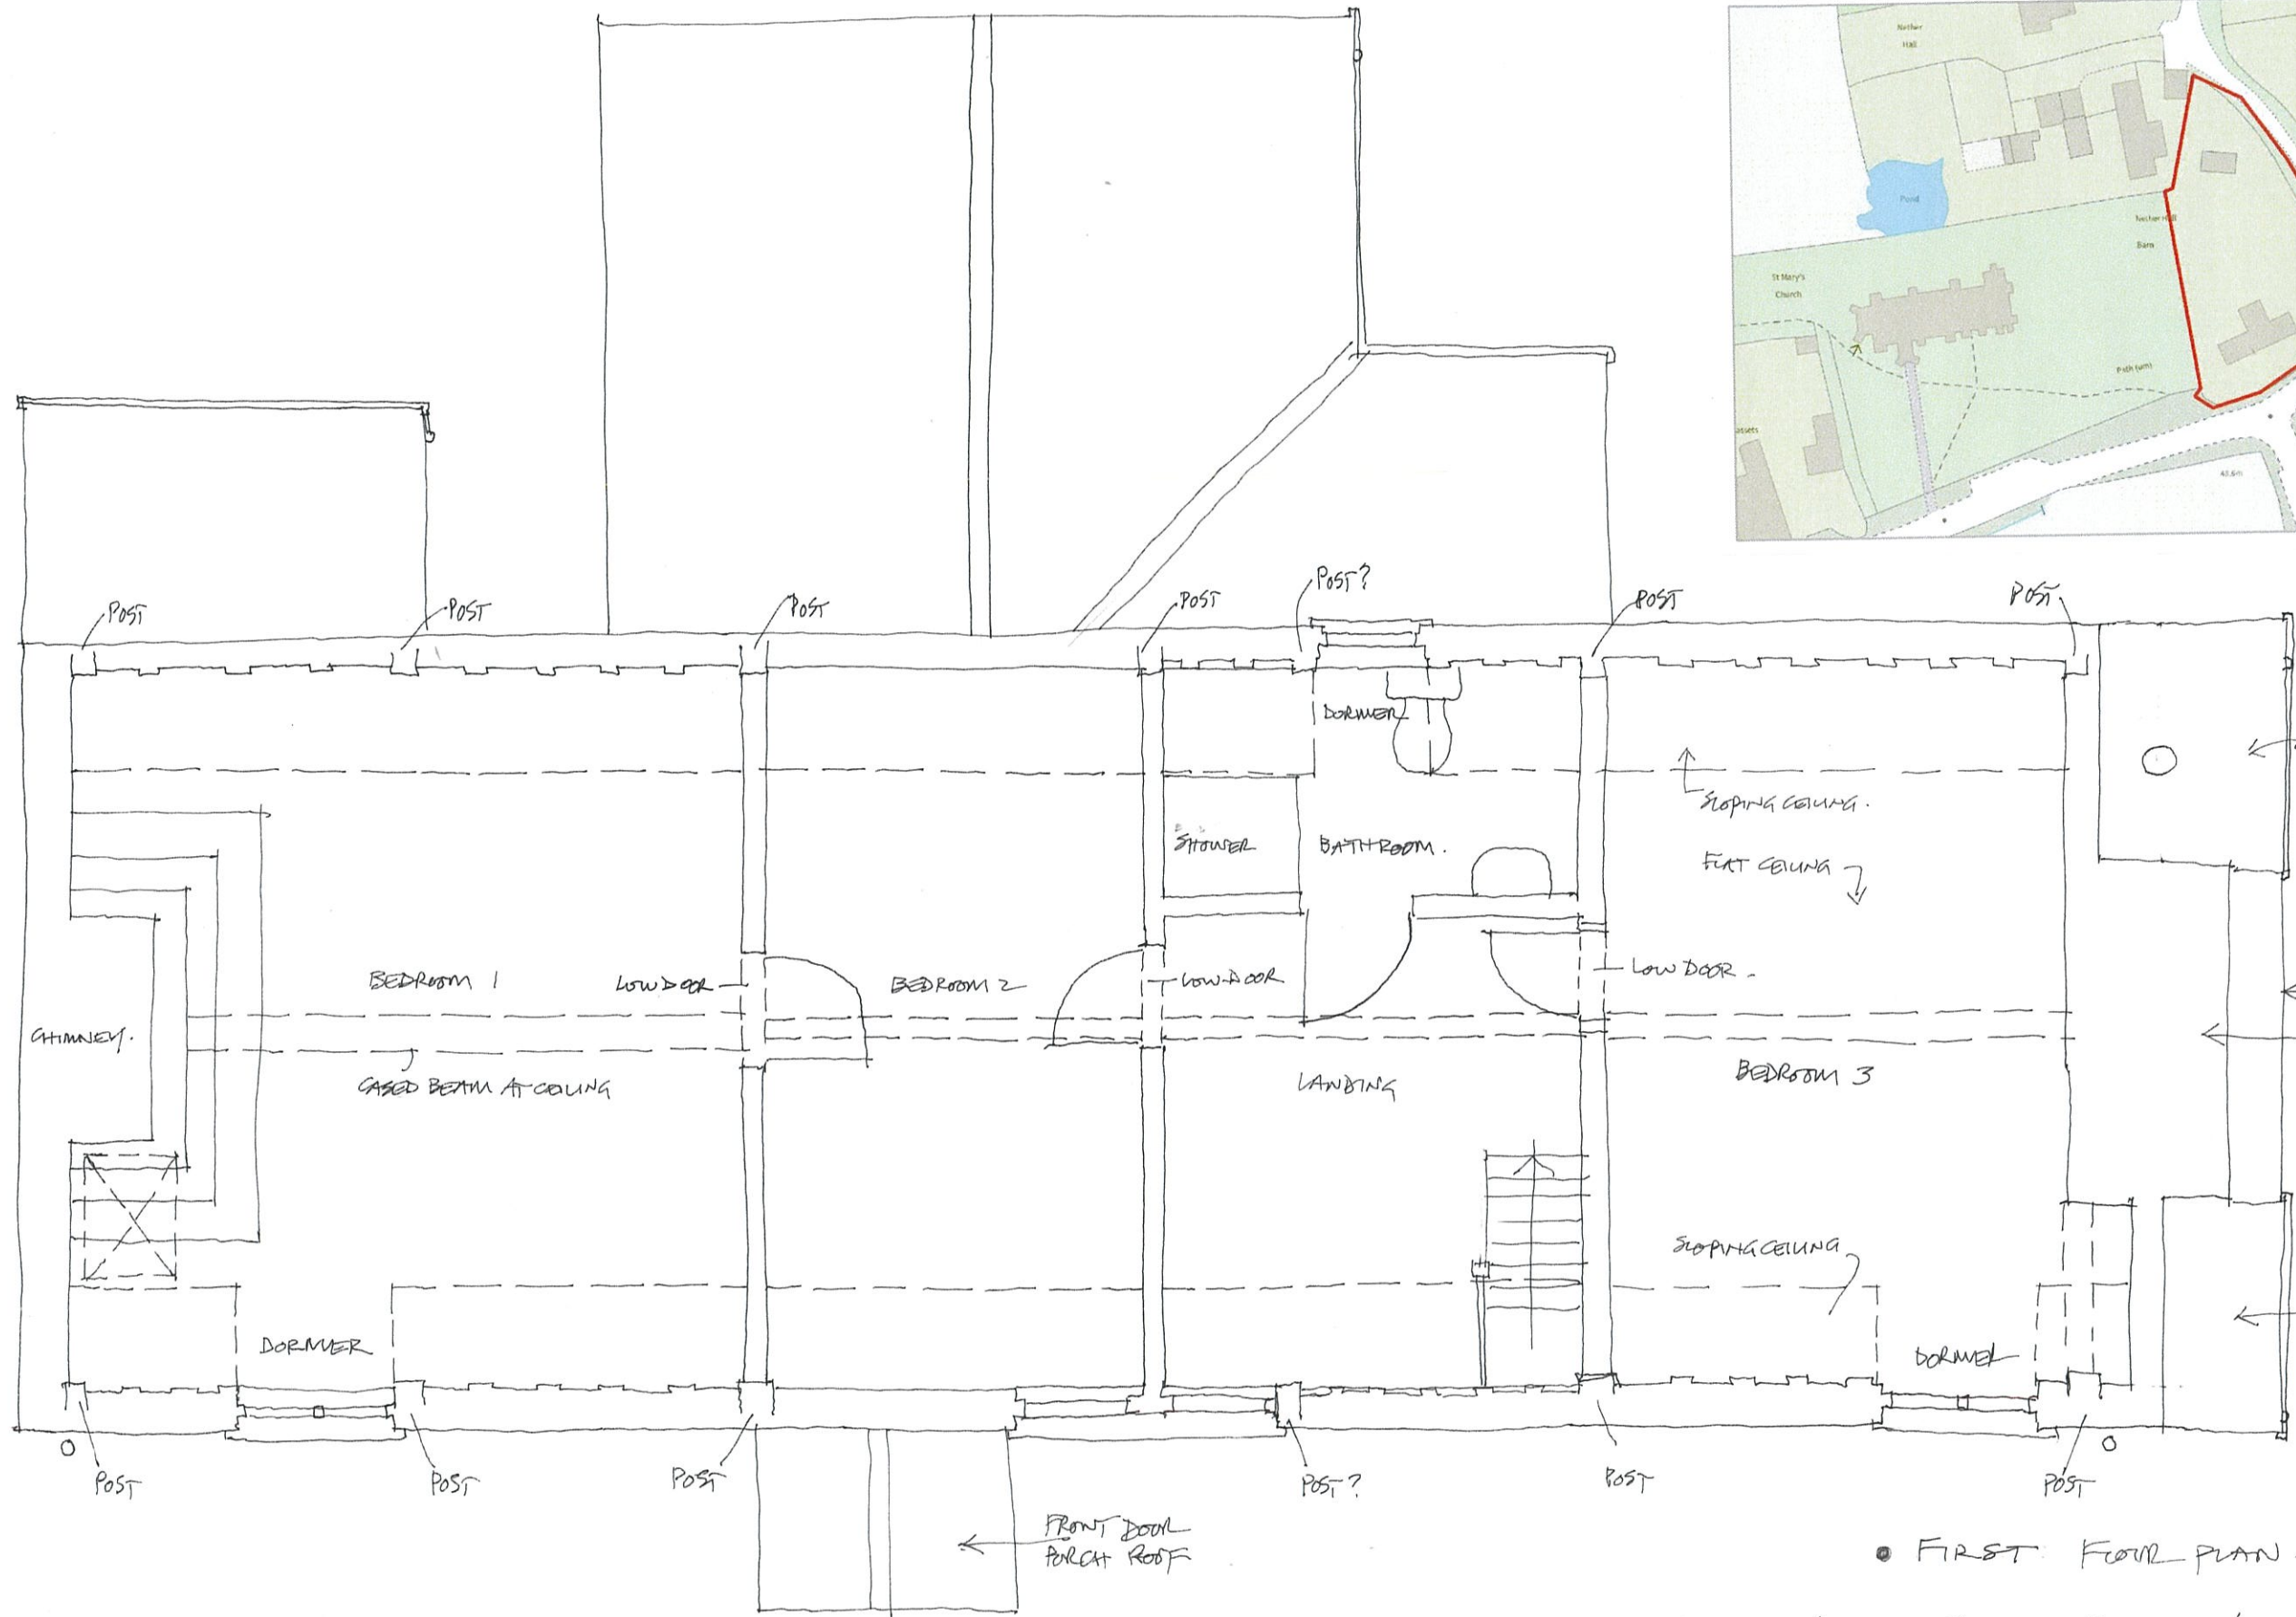 Nether
Hall
Pond
Nether Hall
Barn
St Mary's
Church
Path (um)
assets
43.6m
POST
POST
POST
POST
POST?
POST
POST
DORMER
SLOPING CEILING.
SHOWER
BATHROOM.
FLAT CEILING
BEDROOM 1
LOW DOOR
BEDROOM 2
LOW DOOR
LOW DOOR
CHIMNEY.
CASED BEAM AT CEILING
LANDING
BEDROOM 3
SLOPING CEILING
DORMER
DORMER
POST
POST
POST
POST?
POST
POST
FRONT DOOR
PORCH ROOF
• FIRST FLOOR PLAN.